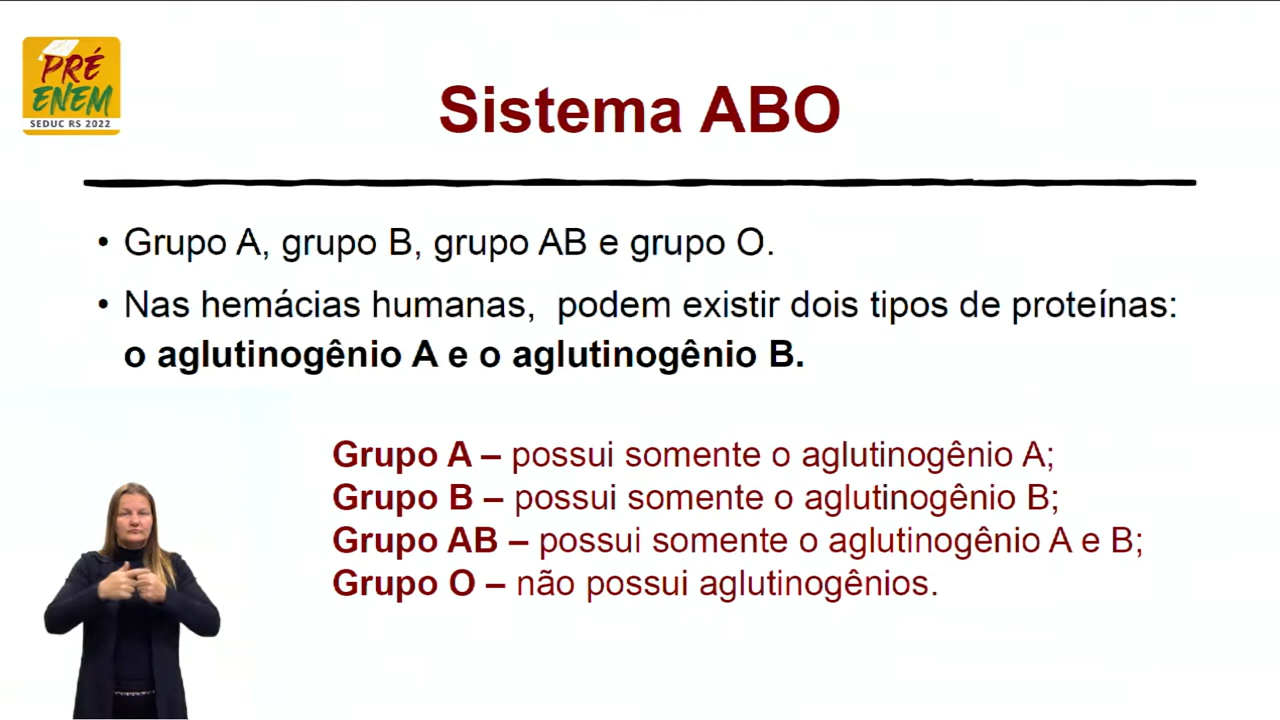 PRÉ
ENEM
SEDUC RS 2022
Sistema ABO
• Grupo A, grupo B, grupo AB e grupo O.
• Nas hemácias humanas, podem existir dois tipos de proteínas:
o aglutinogênio A e o aglutinogênio B.
Grupo A – possui somente o aglutinogênio A;
Grupo B – possui somente o aglutinogênio B;
Grupo AB – possui somente o aglutinogênio A e B;
Grupo O – não possui aglutinogênios.